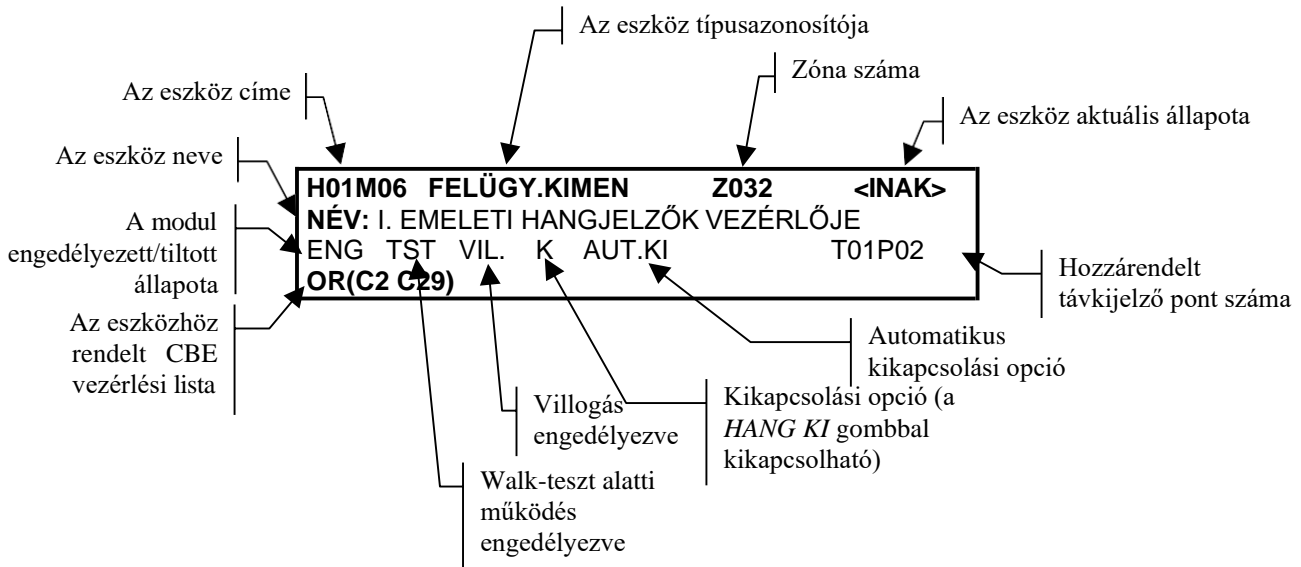 Az eszköz típusazonosítója
Zóna száma
Az eszköz címe
Az eszköz aktuális állapota
Az eszköz neve
H01M06 FELÜGY.KIMEN Z032 <INAK>
NÉV: I. EMELETI HANGJELZŐK VEZÉRLŐJE
ENG TST VIL. K AUT.KI T01P02
OR(C2 C29)
A modul
engedélyezett/tiltott
állapota
Az eszközhöz
rendelt CBE
vezérlési lista
Hozzárendelt
távkijelző pont száma
Automatikus
kikapcsolási opció
Villogás
engedélyezve
Kikapcsolási opció (a
HANG KI gombbal
kikapcsolható)
Walk-teszt alatti
működés
engedélyezve